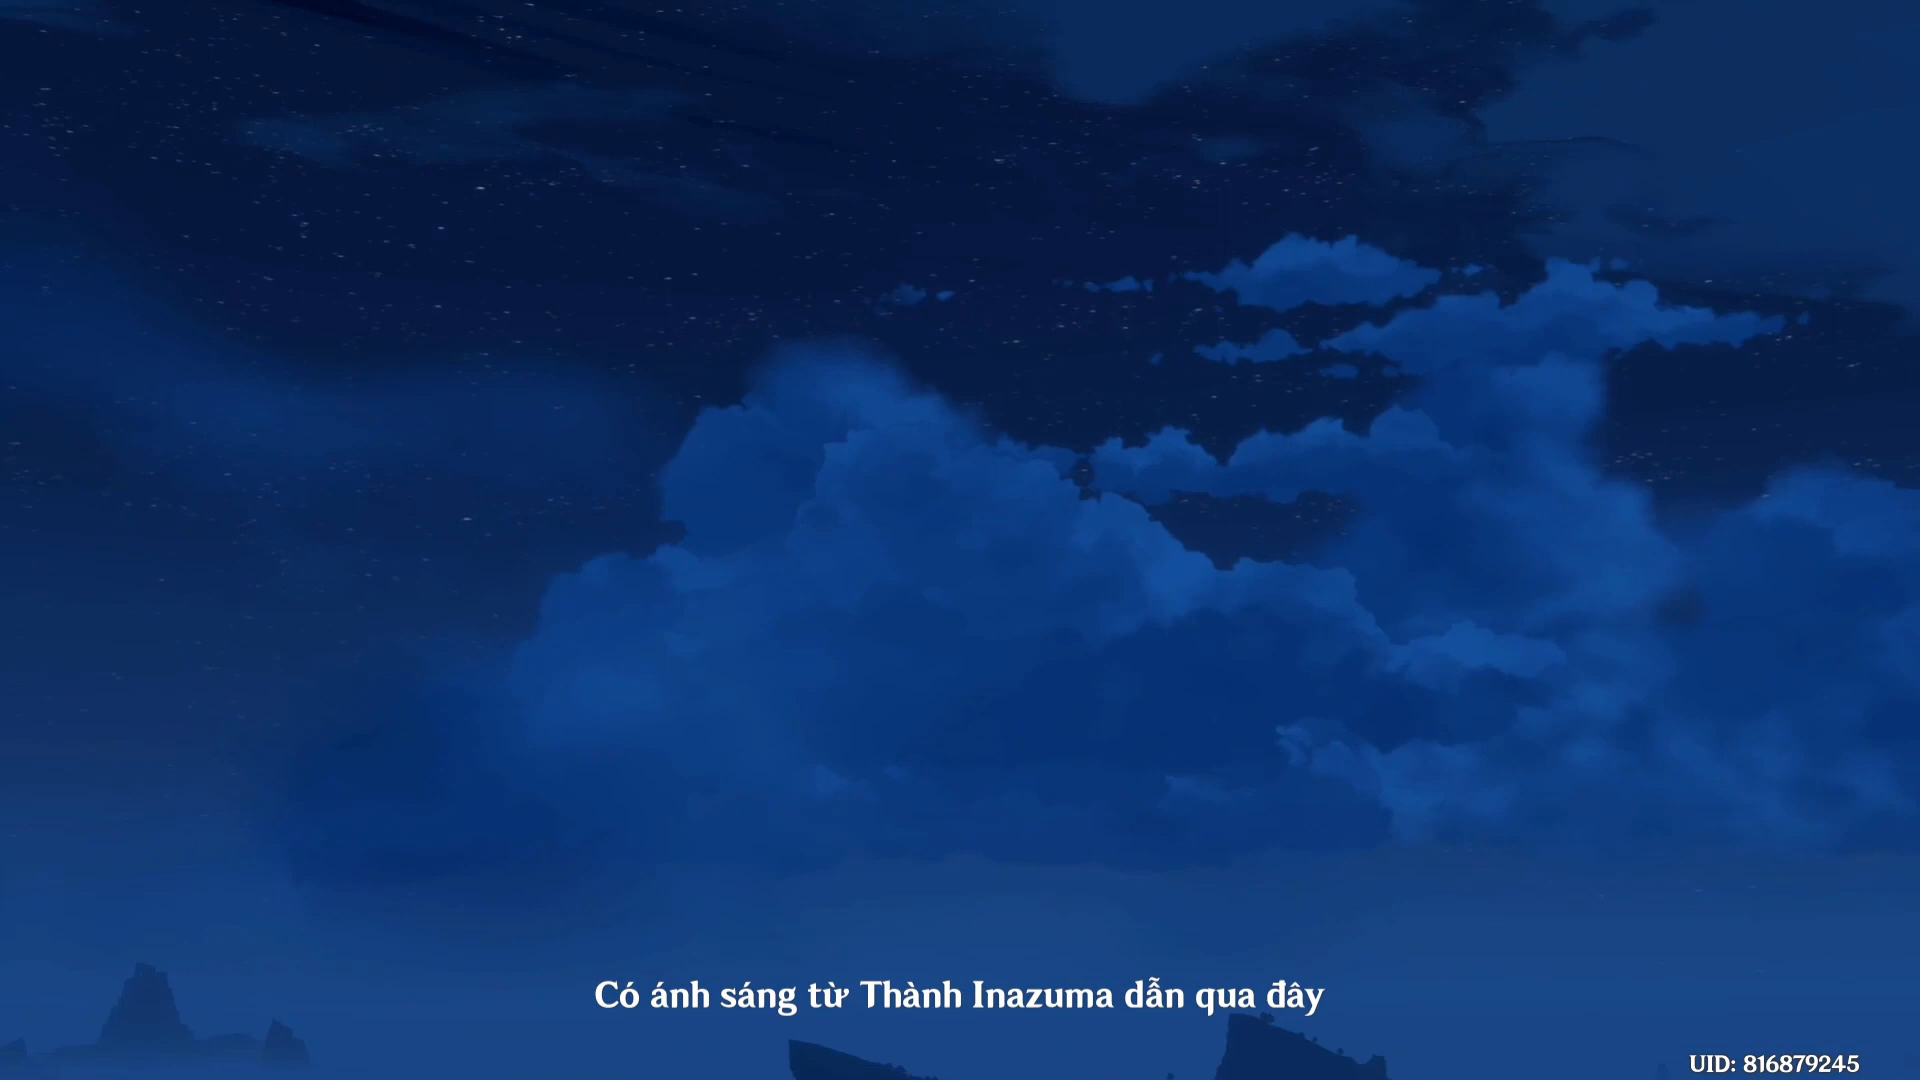 Có ánh sáng từ Thành Inazuma dẫn qua đây
UID: 816879245